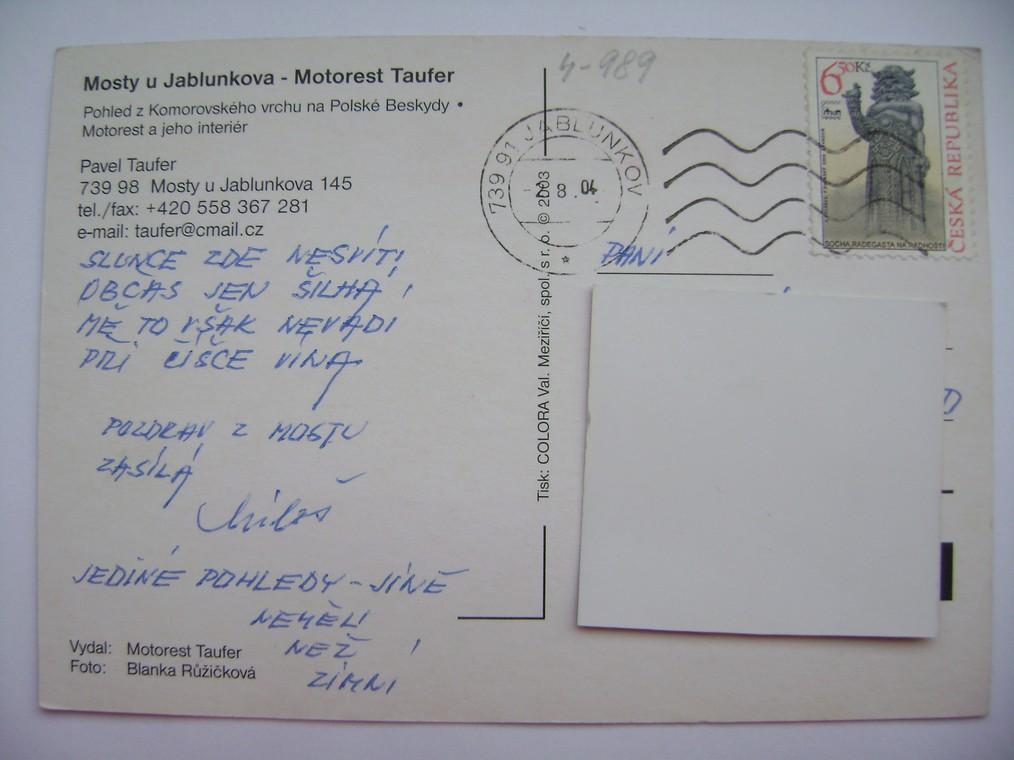 Mosty u Jablunkova - Motorest Taufer
Pohled z Komorovského vrchu na Polské Beskydy •
Motorest a jeho interiér
Pavel Taufer
739 98 Mosty u Jablunkova 145
tel./fax: +420 558 367 281
e-mail: taufer@cmail.cz
SLUNCE ZDE NESVÍTÍ
OBČAS JEN ŠILHÁ,
MĚ TO VŠAK NEVADÍ
PŘI ČÍŠCE VÍNA.
POZDRAV Z MOSTŮ
ZASÍLÁ
Miloš
JEDINÉ POHLEDY - JINÉ
NEMĚLI
NEŽ
ZIMNÍ
Vydal: Motorest Taufer
Foto: Blanka Růžičková
Tisk: COLORA Val. Meziříčí, spol. s r. o. © 2003
4-989
739 91 JABLUNKOV
8 . 04
PANÍ
6,50 Kč
ČESKÁ REPUBLIKA
SOCHA RADEGASTA NA RADHOŠTI
D